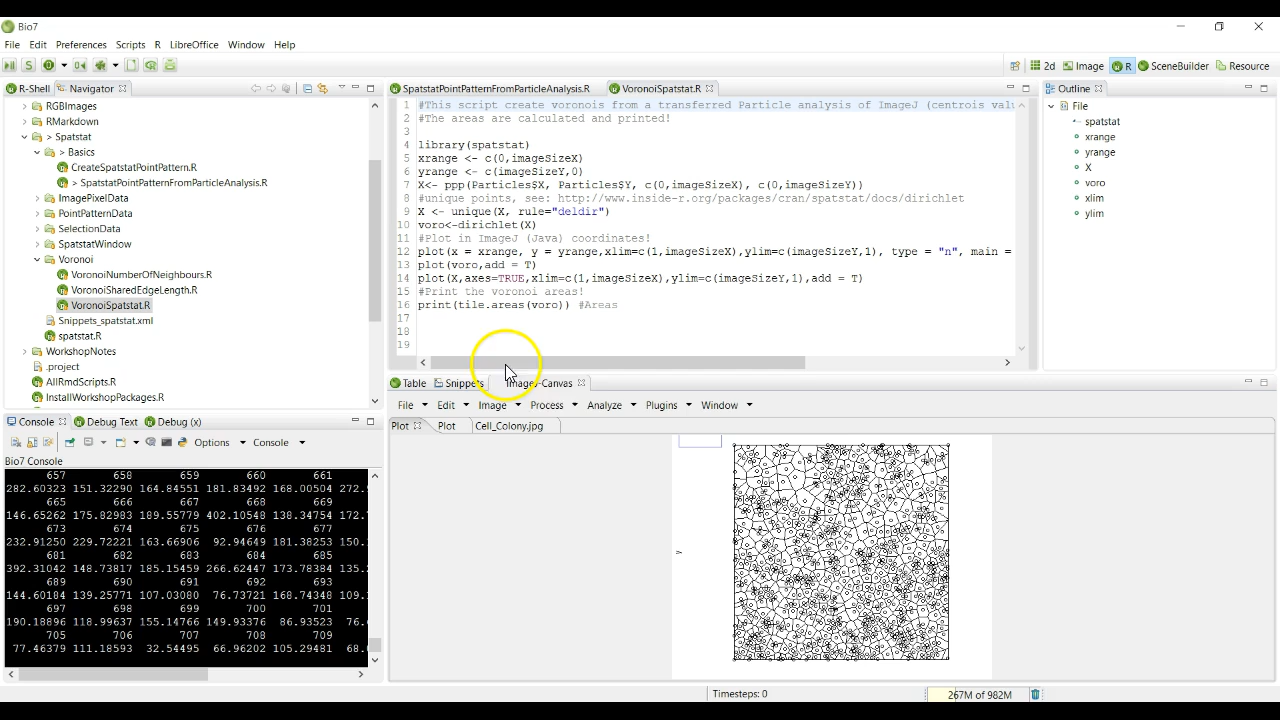 Bio7
File Edit Preferences Scripts R LibreOffice Window Help
2d Image R SceneBuilder Resource
R-Shell Navigator
RGBImages
RMarkdown
> Spatstat
> Basics
CreateSpatstatPointPattern.R
> SpatstatPointPatternFromParticleAnalysis.R
ImagePixelData
PointPatternData
SelectionData
SpatstatWindow
Voronoi
VoronoiNumberOfNeighbours.R
VoronoiSharedEdgeLength.R
VoronoiSpatstat.R
Snippets_spatstat.xml
spatstat.R
WorkshopNotes
.project
AllRmdScripts.R
InstallWorkshopPackages.R
SpatstatPointPatternFromParticleAnalysis.R VoronoiSpatstat.R
1 #This script create voronois from a transferred Particle analysis of ImageJ (centrois valu
2 #The areas are calculated and printed!
3
4 library(spatstat)
5 xrange <- c(0,imageSizeX)
6 yrange <- c(imageSizeY,0)
7 X<- ppp(Particles$X, Particles$Y, c(0,imageSizeX), c(0,imageSizeY))
8 #unique points, see: http://www.inside-r.org/packages/cran/spatstat/docs/dirichlet
9 X <- unique(X, rule="deldir")
10 voro<-dirichlet(X)
11 #Plot in ImageJ (Java) coordinates!
12 plot(x = xrange, y = yrange,xlim=c(1,imageSizeX),ylim=c(imageSizeY,1), type = "n", main =
13 plot(voro,add = T)
14 plot(X,axes=TRUE,xlim=c(1,imageSizeX),ylim=c(imageSizeY,1),add = T)
15 #Print the voronoi areas!
16 print(tile.areas(voro)) #Areas
17
18
19
Outline
File
spatstat
xrange
yrange
X
voro
xlim
ylim
Table Snippets ImageJ-Canvas
File Edit Image Process Analyze Plugins Window
Plot Plot Cell_Colony.jpg
y
Console Debug Text Debug (x)
Options Console
Bio7 Console
657 658 659 660 661
282.60323 151.32290 164.84551 181.83492 168.00504 272.
665 666 667 668 669
146.65262 175.82983 189.55779 402.10548 138.34754 172.
673 674 675 676 677
232.91250 229.72221 163.66906 92.94649 181.38253 150.
681 682 683 684 685
392.31042 148.73817 185.15459 266.62447 173.78384 135.
689 690 691 692 693
144.60184 139.25771 107.03080 76.73721 168.74348 109.
697 698 699 700 701
190.18896 118.99637 155.14766 149.93376 86.93523 76.
705 706 707 708 709
77.46379 111.18593 32.54495 66.96202 105.29481 68.
Timesteps: 0
267M of 982M